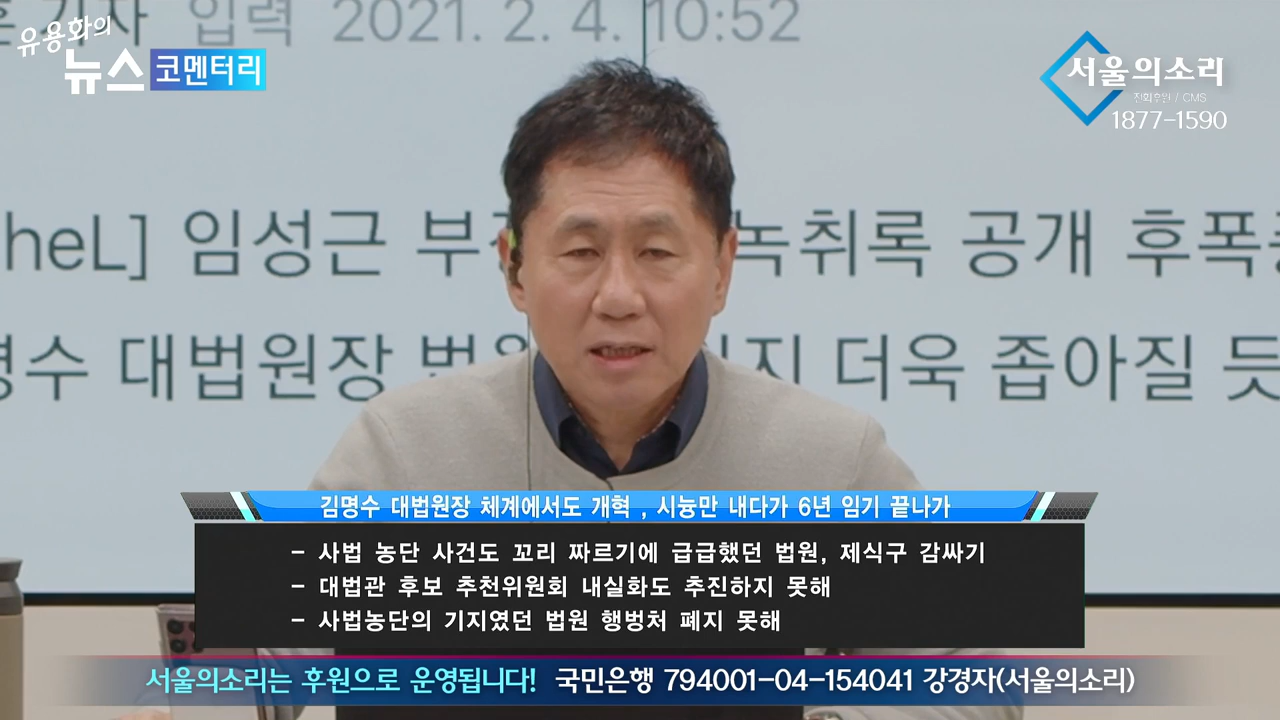 기자 입력 2021. 2. 4. 10:52
유용화의
뉴스 코멘터리
서울의소리
전화후원 / CMS
1877-1590
heL] 임성근 녹취록 공개
대법원장 더욱 좁아질 듯
김명수 대법원장 체계에서도 개혁 , 시늉만 내다가 6년 임기 끝나가
- 사법 농단 사건도 꼬리 짜르기에 급급했던 법원, 제식구 감싸기
- 대법관 후보 추천위원회 내실화도 추진하지 못해
- 사법농단의 기지였던 법원 행벙처 폐지 못해
서울의소리는 후원으로 운영됩니다! 국민은행 794001-04-154041 강경자(서울의소리)